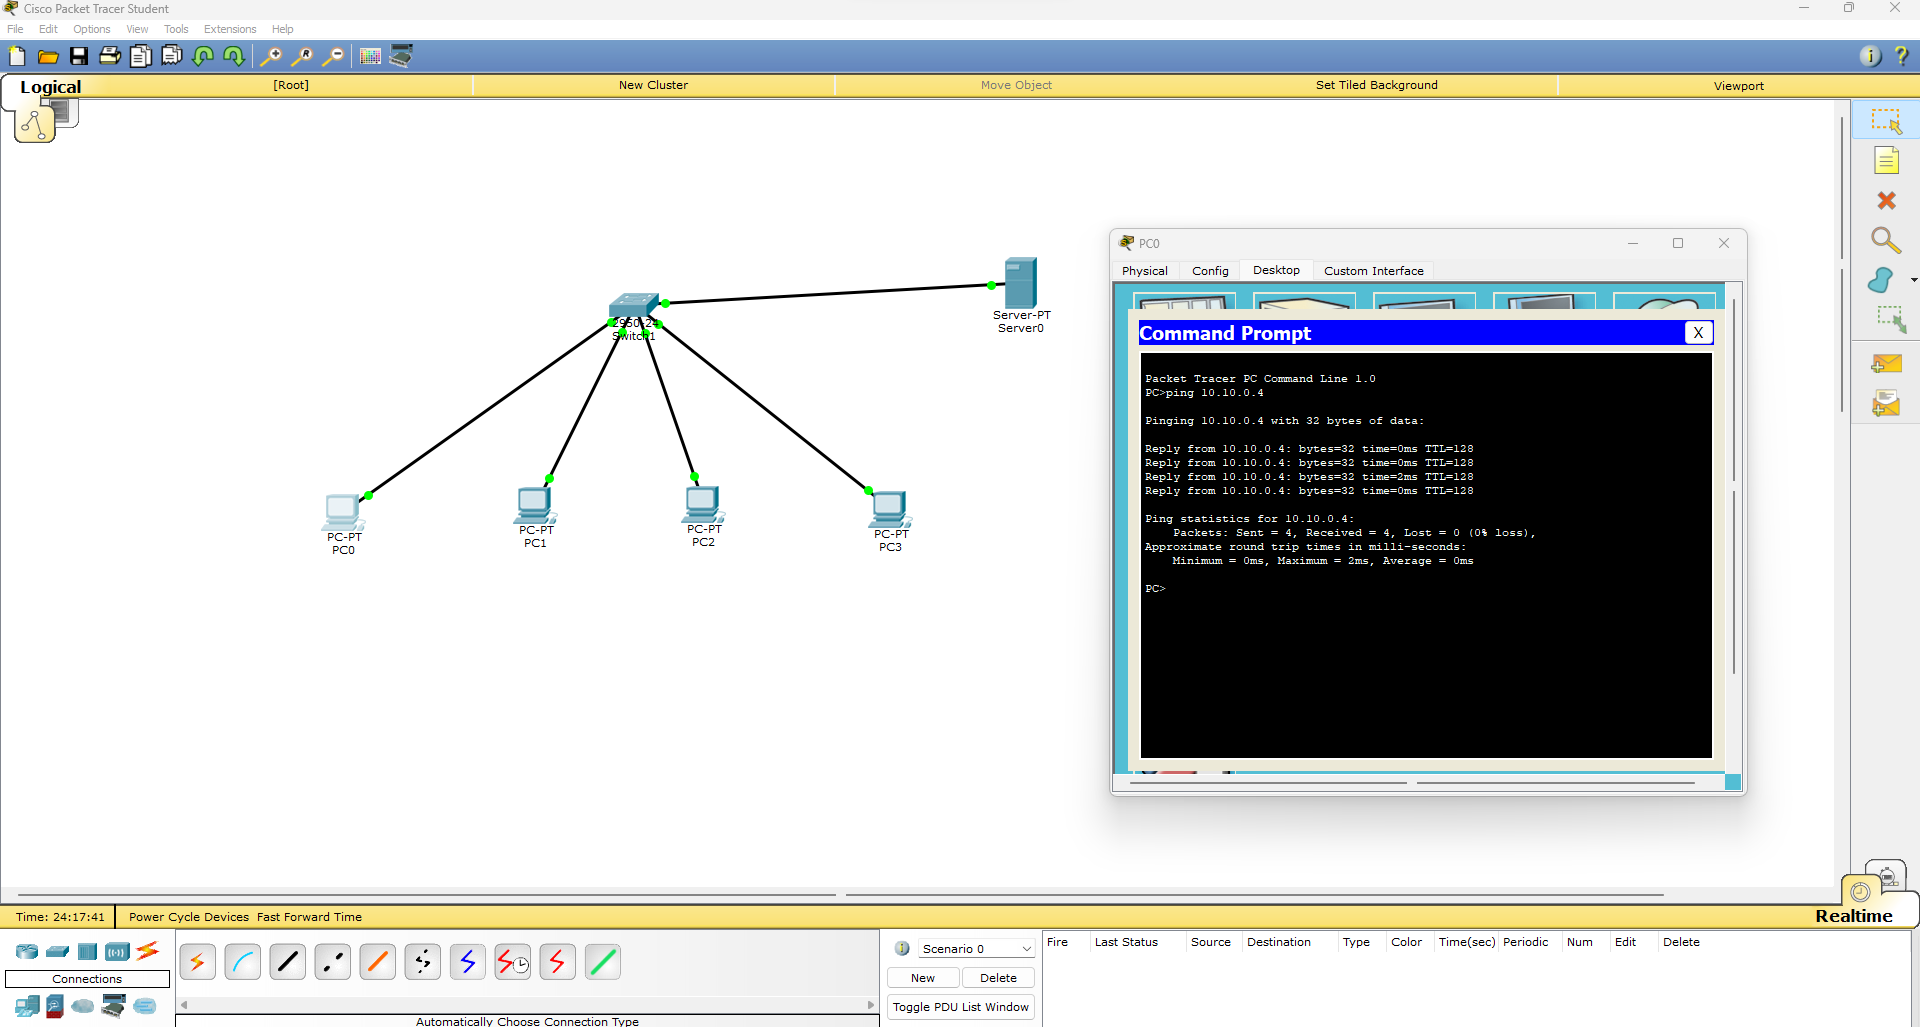 Cisco Packet Tracer Student
File Edit Options View Tools Extensions Help
Logical [Root] New Cluster Move Object Set Tiled Background Viewport
PC0
Physical Config Desktop Custom Interface
Command Prompt X
Packet Tracer PC Command Line 1.0
PC>ping 10.10.0.4
Pinging 10.10.0.4 with 32 bytes of data:
Reply from 10.10.0.4: bytes=32 time=0ms TTL=128
Reply from 10.10.0.4: bytes=32 time=0ms TTL=128
Reply from 10.10.0.4: bytes=32 time=2ms TTL=128
Reply from 10.10.0.4: bytes=32 time=0ms TTL=128
Ping statistics for 10.10.0.4:
Packets: Sent = 4, Received = 4, Lost = 0 (0% loss),
Approximate round trip times in milli-seconds:
Minimum = 0ms, Maximum = 2ms, Average = 0ms
PC>
Server-PT
Server0
2950-24
Switch1
PC-PT
PC0
PC-PT
PC1
PC-PT
PC2
PC-PT
PC3
Time: 24:17:41 Power Cycle Devices Fast Forward Time
Realtime
Connections
Automatically Choose Connection Type
Scenario 0
New Delete
Toggle PDU List Window
Fire Last Status Source Destination Type Color Time(sec) Periodic Num Edit Delete